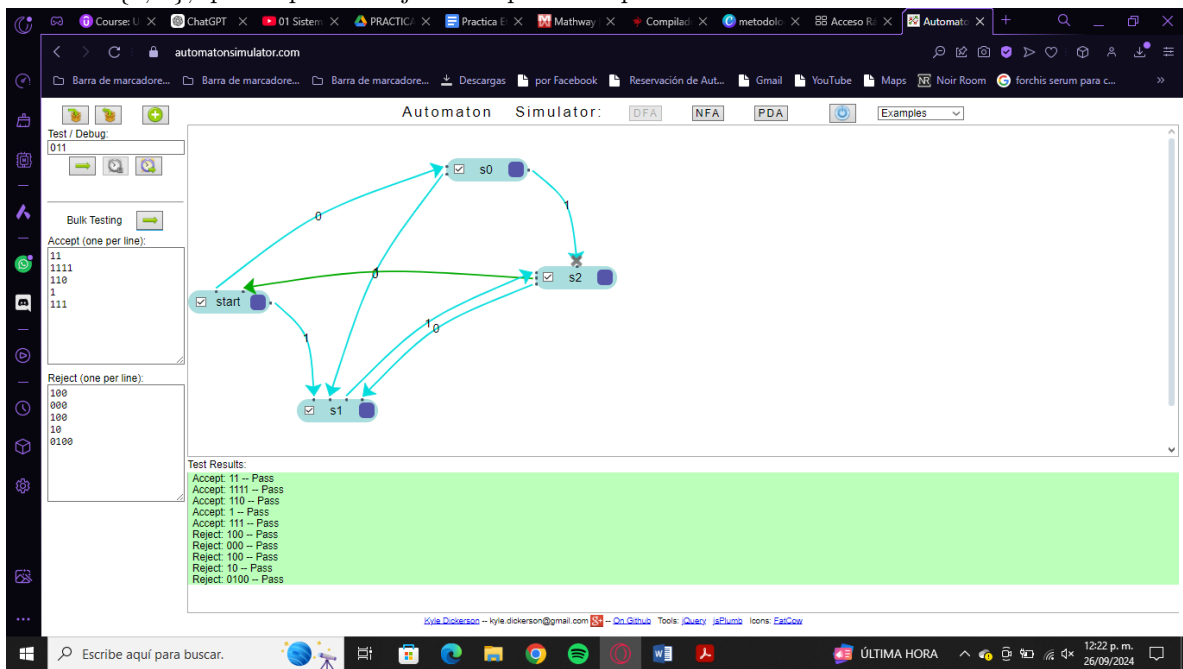 Course: U
ChatGPT
01 Sistem
PRACTICA
Practica E
Mathway
Compilad
metodolo
Acceso R
Automato
automatonsimulator.com
Barra de marcadore...
Barra de marcadore...
Barra de marcadore...
Descargas
por Facebook
Reservación de Aut...
Gmail
YouTube
Maps
NR Noir Room
forchis serum para c...
Automaton Simulator: DFA NFA PDA Examples
Test / Debug:
011
Bulk Testing
Accept (one per line):
11
1111
110
1
111
Reject (one per line):
100
000
100
10
0100
s0
0
1
s2
start
1
1
0
s1
Test Results:
Accept: 11 -- Pass
Accept: 1111 -- Pass
Accept: 110 -- Pass
Accept: 1 -- Pass
Accept: 111 -- Pass
Reject: 100 -- Pass
Reject: 000 -- Pass
Reject: 100 -- Pass
Reject: 10 -- Pass
Reject: 0100 -- Pass
Kyle Dickerson -- kyle.dickerson@gmail.com -- On Github Tools: jQuery jsPlumb Icons: FatCow
Escribe aquí para buscar.
ÚLTIMA HORA
12:22 p. m.
26/09/2024